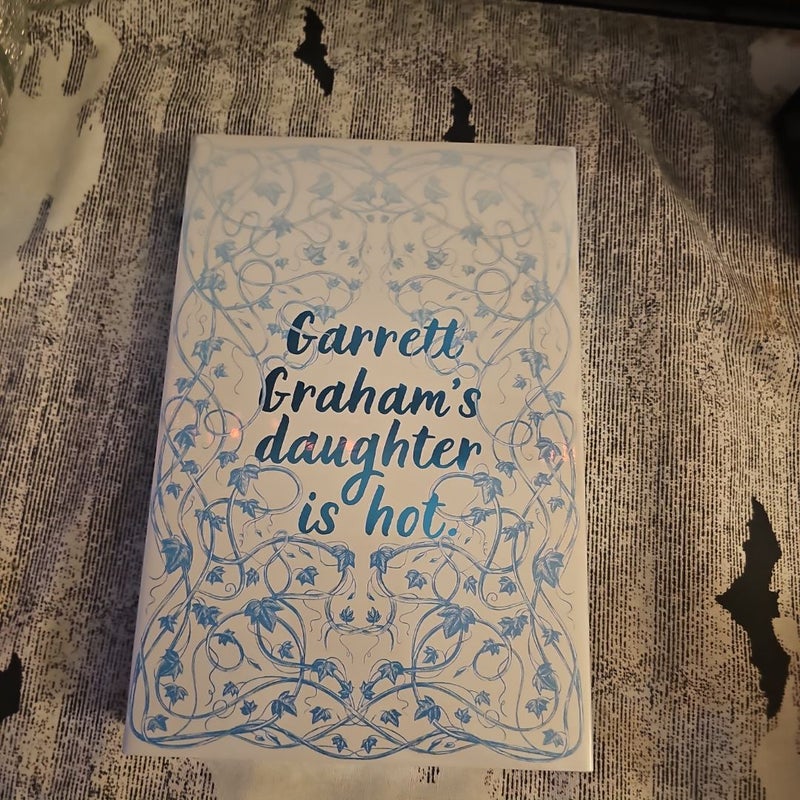 Garrett
Graham's
daughter
is hot.